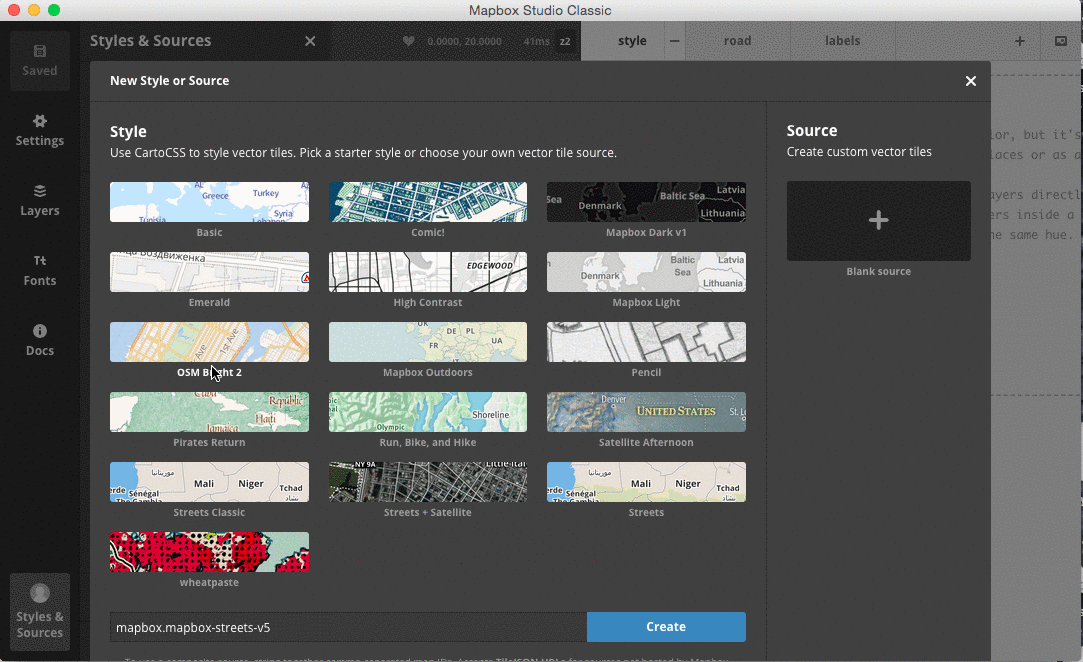 Mapbox Studio Classic
Styles & Sources
0.0000, 20.0000 41ms z2
style
road
labels
Saved
Settings
Layers
Fonts
Docs
Styles &
Sources
New Style or Source
Style
Use CartoCSS to style vector tiles. Pick a starter style or choose your own vector tile source.
Greece Turkey
Syria
Tunisia
Basic
Comic!
Sea Denmark Baltic Sea Latvia
Lithuania
Mapbox Dark v1
Emerald
EDGEWOOD
High Contrast
Denmark Baltic
Sea Latvia
Lithuania
Mapbox Light
Ave 1st Ave
OSM Bright 2
UK DE PL
FR UA
Mapbox Outdoors
Pencil
Cuba Republic
Haiti
Jamaica
Pirates Return
Olympic Shoreline
Run, Bike, and Hike
Denver UNITED STATES St. L
Satellite Afternoon
موريتانيا
Mali Niger Tchad
تشاد
Sénégal
The Gambia
Streets Classic
NY 9A Little Ital
Streets + Satellite
موريتانيا
Mali Niger Tchad
تشاد
Sénégal
The Gambia
Streets
wheatpaste
mapbox.mapbox-streets-v5
Create
Source
Create custom vector tiles
Blank source
ior, but it's
laces or as a
ayers directl
ers inside a
he same hue.